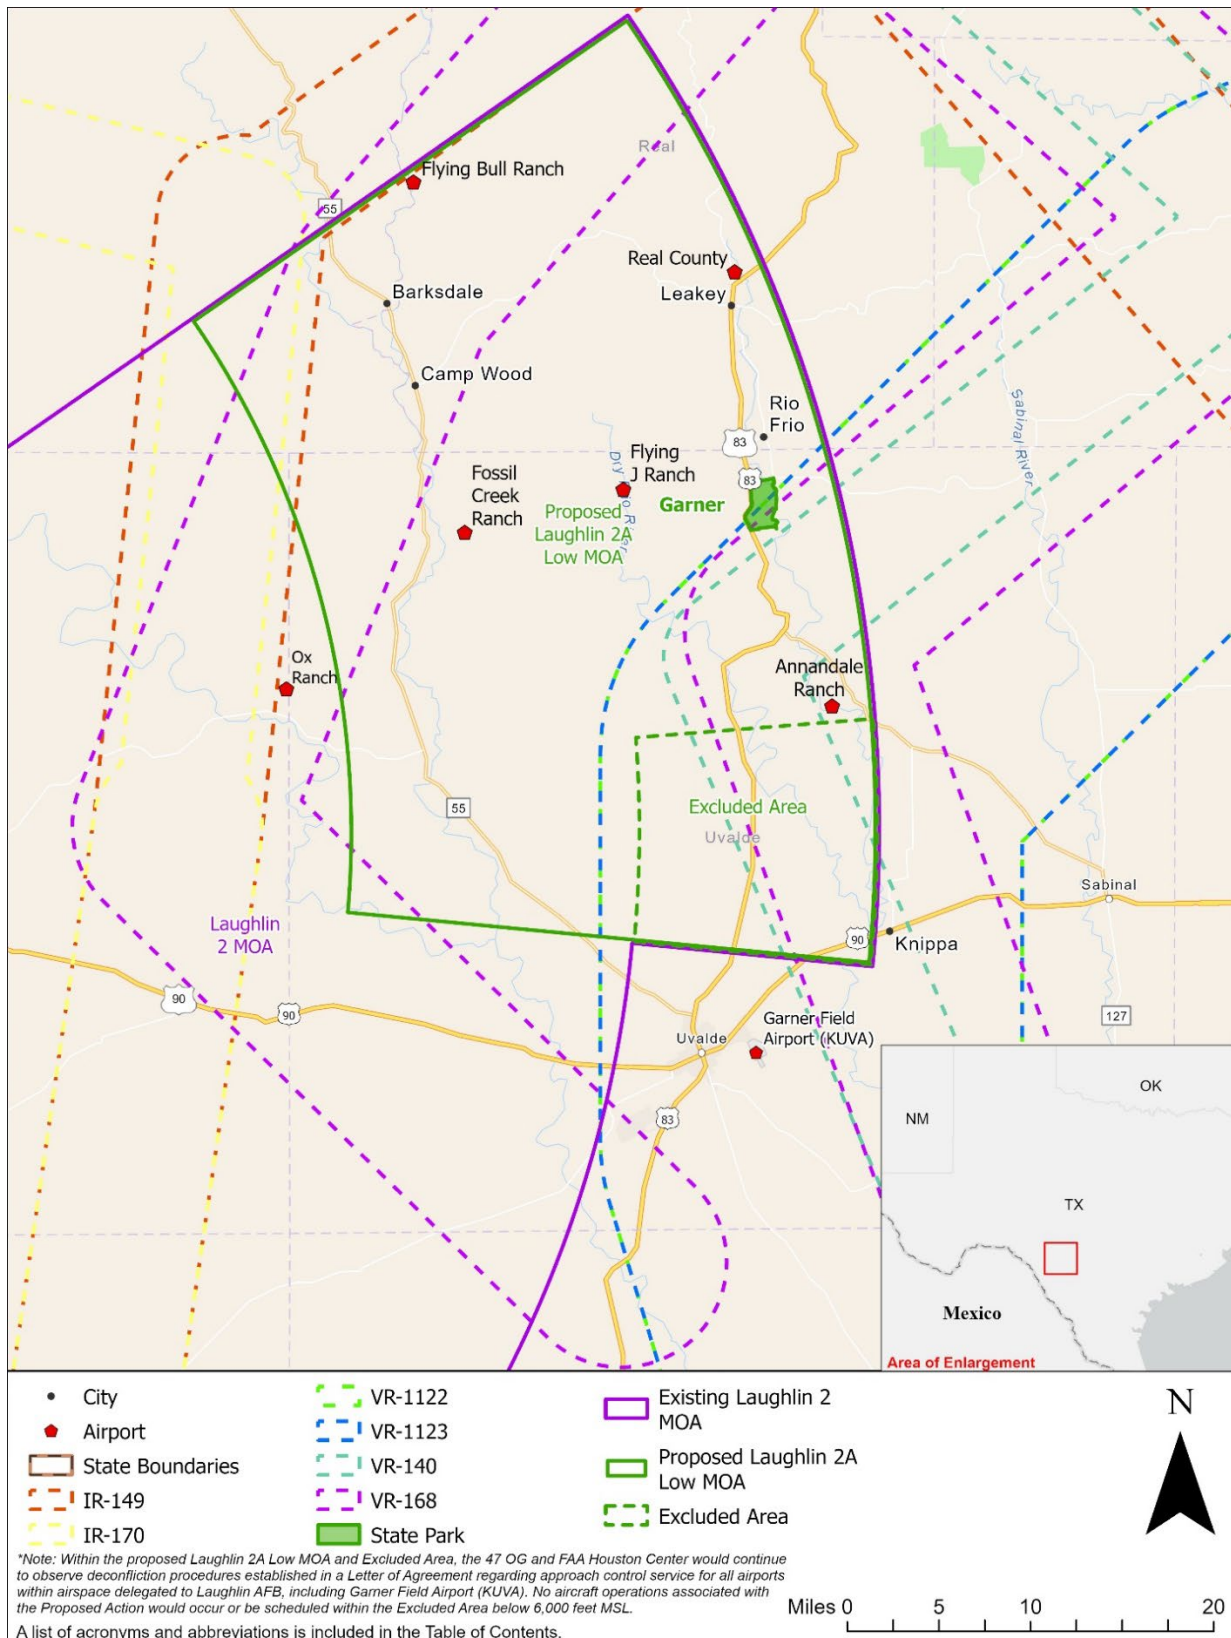 Real
Flying Bull Ranch
55
Real County
Leakey
Barksdale
Camp Wood
Rio
Frio
83
83
Flying
J Ranch
Fossil
Creek
Ranch
Garner
Proposed
Laughlin 2A
Low MOA
Sabinal River
Ox
Ranch
Annandale
Ranch
55
Excluded Area
Uvalde
Sabinal
Laughlin
2 MOA
90
Knippa
90
90
127
Garner Field
Airport (KUVA)
Uvalde
83
NM
OK
TX
Mexico
Area of Enlargement
City
Airport
State Boundaries
IR-149
IR-170
VR-1122
VR-1123
VR-140
VR-168
State Park
Existing Laughlin 2
MOA
Proposed Laughlin 2A
Low MOA
Excluded Area
N
*Note: Within the proposed Laughlin 2A Low MOA and Excluded Area, the 47 OG and FAA Houston Center would continue
to observe deconfliction procedures established in a Letter of Agreement regarding approach control service for all airports
within airspace delegated to Laughlin AFB, including Garner Field Airport (KUVA). No aircraft operations associated with
the Proposed Action would occur or be scheduled within the Excluded Area below 6,000 feet MSL.
A list of acronyms and abbreviations is included in the Table of Contents.
Miles 0 5 10 20